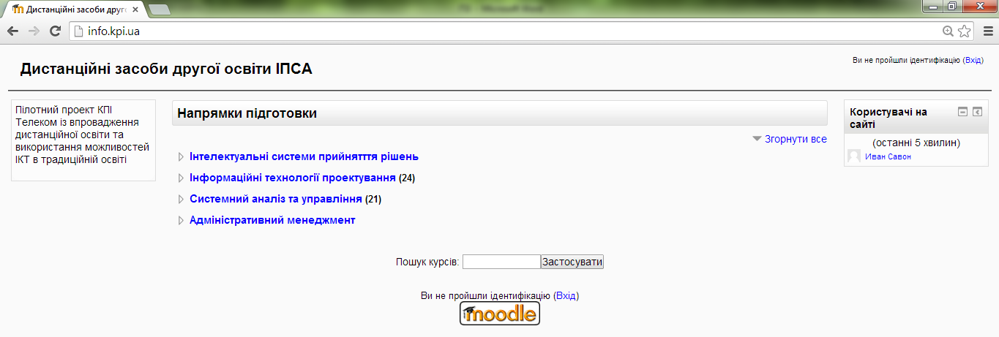 Дистанційні засоби друго
info.kpi.ua
Дистанційні засоби другої освіти ІПСА
Ви не пройшли ідентифікацію (Вхід)
Пілотний проект КПІ
Телеком із впровадження
дистанційної освіти та
використання можливостей
ІКТ в традиційній освіті
Напрямки підготовки
Згорнути все
Інтелектуальні системи прийнятття рішень
Інформаційні технології проектування (24)
Системний аналіз та управління (21)
Адміністративний менеджмент
Користувачі на
сайті
(останні 5 хвилин)
Иван Савон
Пошук курсів:
Застосувати
Ви не пройшли ідентифікацію (Вхід)
moodle